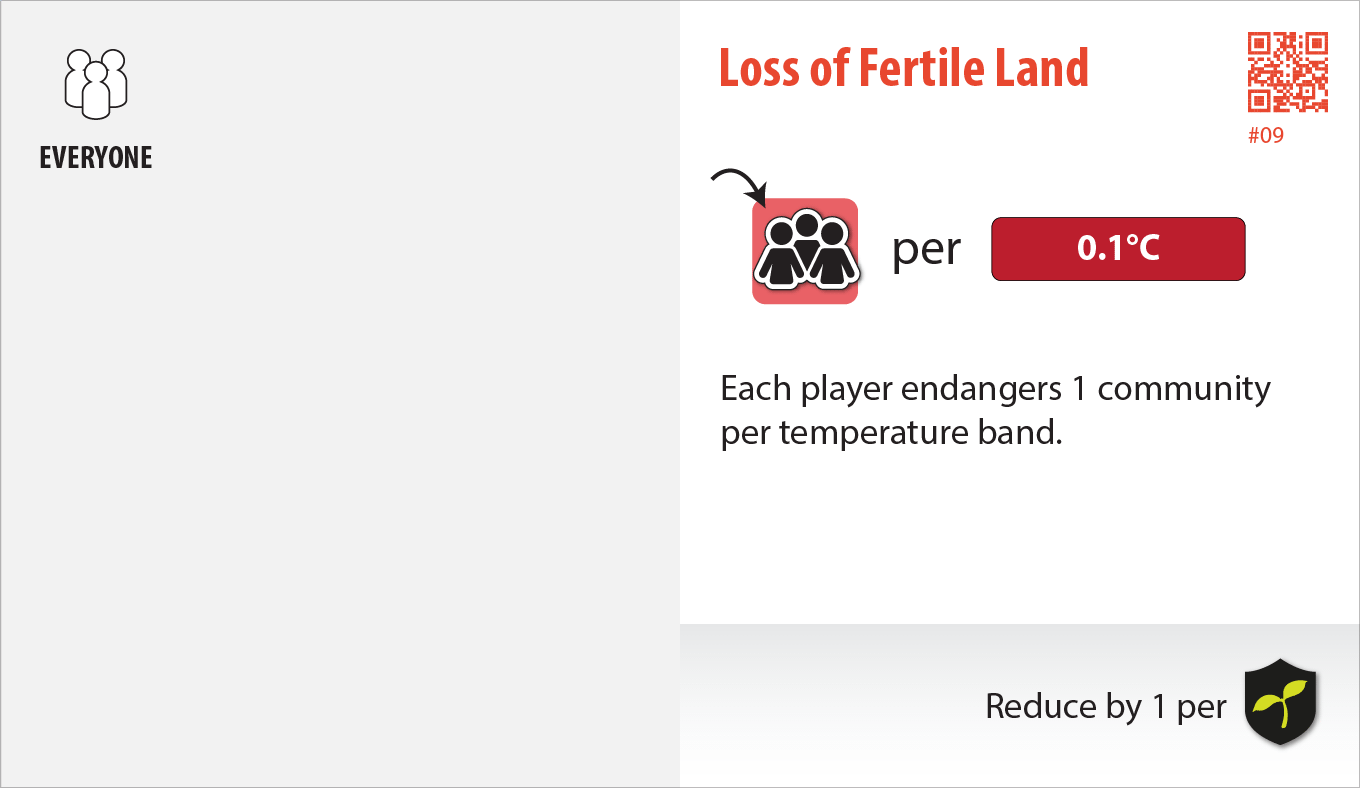 EVERYONE
Loss of Fertile Land
#09
per
0.1°C
Each player endangers 1 community
per temperature band.
Reduce by 1 per